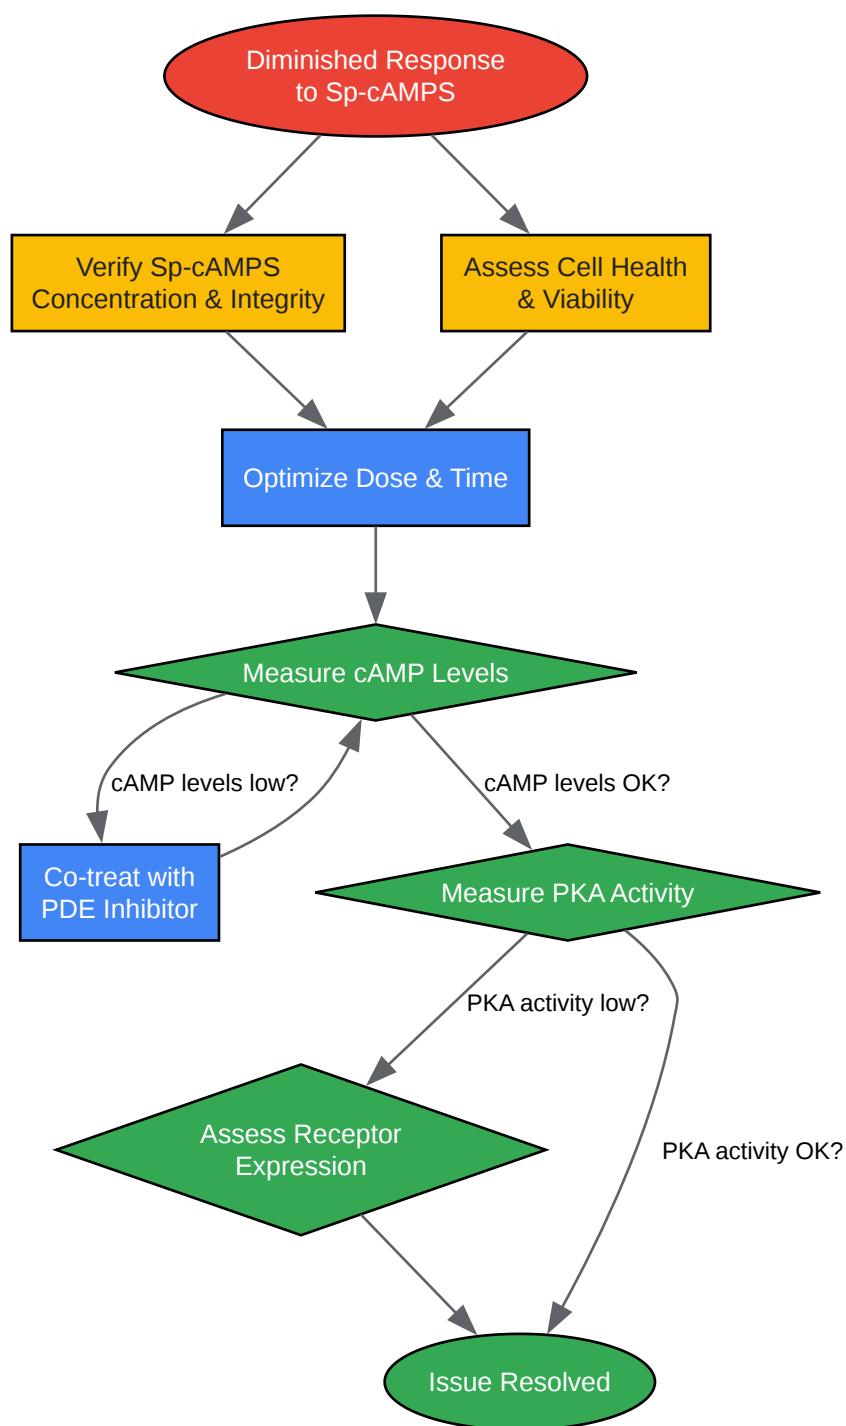 Diminished Response
to Sp-cAMPS
Verify Sp-cAMPS
Concentration & Integrity
Assess Cell Health
& Viability
Optimize Dose & Time
Measure cAMP Levels
cAMP levels low?
cAMP levels OK?
Co-treat with
PDE Inhibitor
Measure PKA Activity
PKA activity low?
Assess Receptor
Expression
PKA activity OK?
Issue Resolved